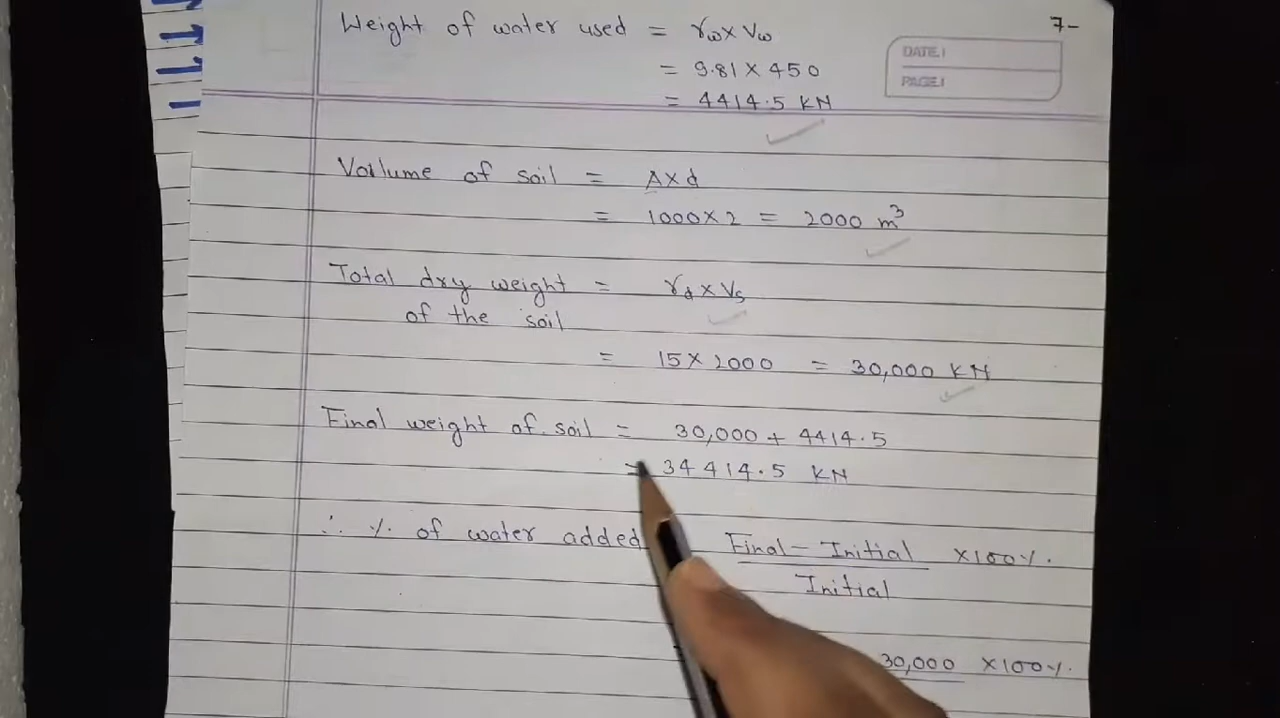 7-
Weight of water used = γw x Vw
DATE:
PAGE:
= 9.81 x 450
= 4414.5 KN
Voilume of soil = A x d
= 1000 x 2 = 2000 m³
Total dry weight = γd x Vs
of the soil
= 15 x 2000 = 30,000 KN
Final weight of soil = 30,000 + 4414.5
= 34414.5 KN
∴ % of water added
Final - Initial x 100%.
Initial
30,000 x 100%.